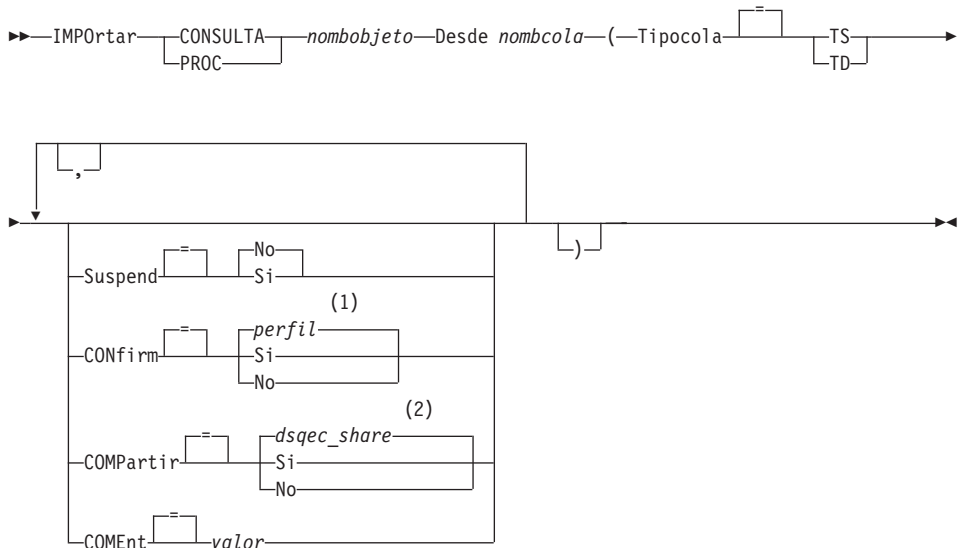 =
IMPOrtar CONSULTA nombobjeto Desde nombcola ( Tipocola TS
PROC TD
,
= No
Suspend Si
(1)
= perfil
CONfirm Si
No
(2)
= dsqec_share
COMPartir Si
No
=
COMEnt valor
)